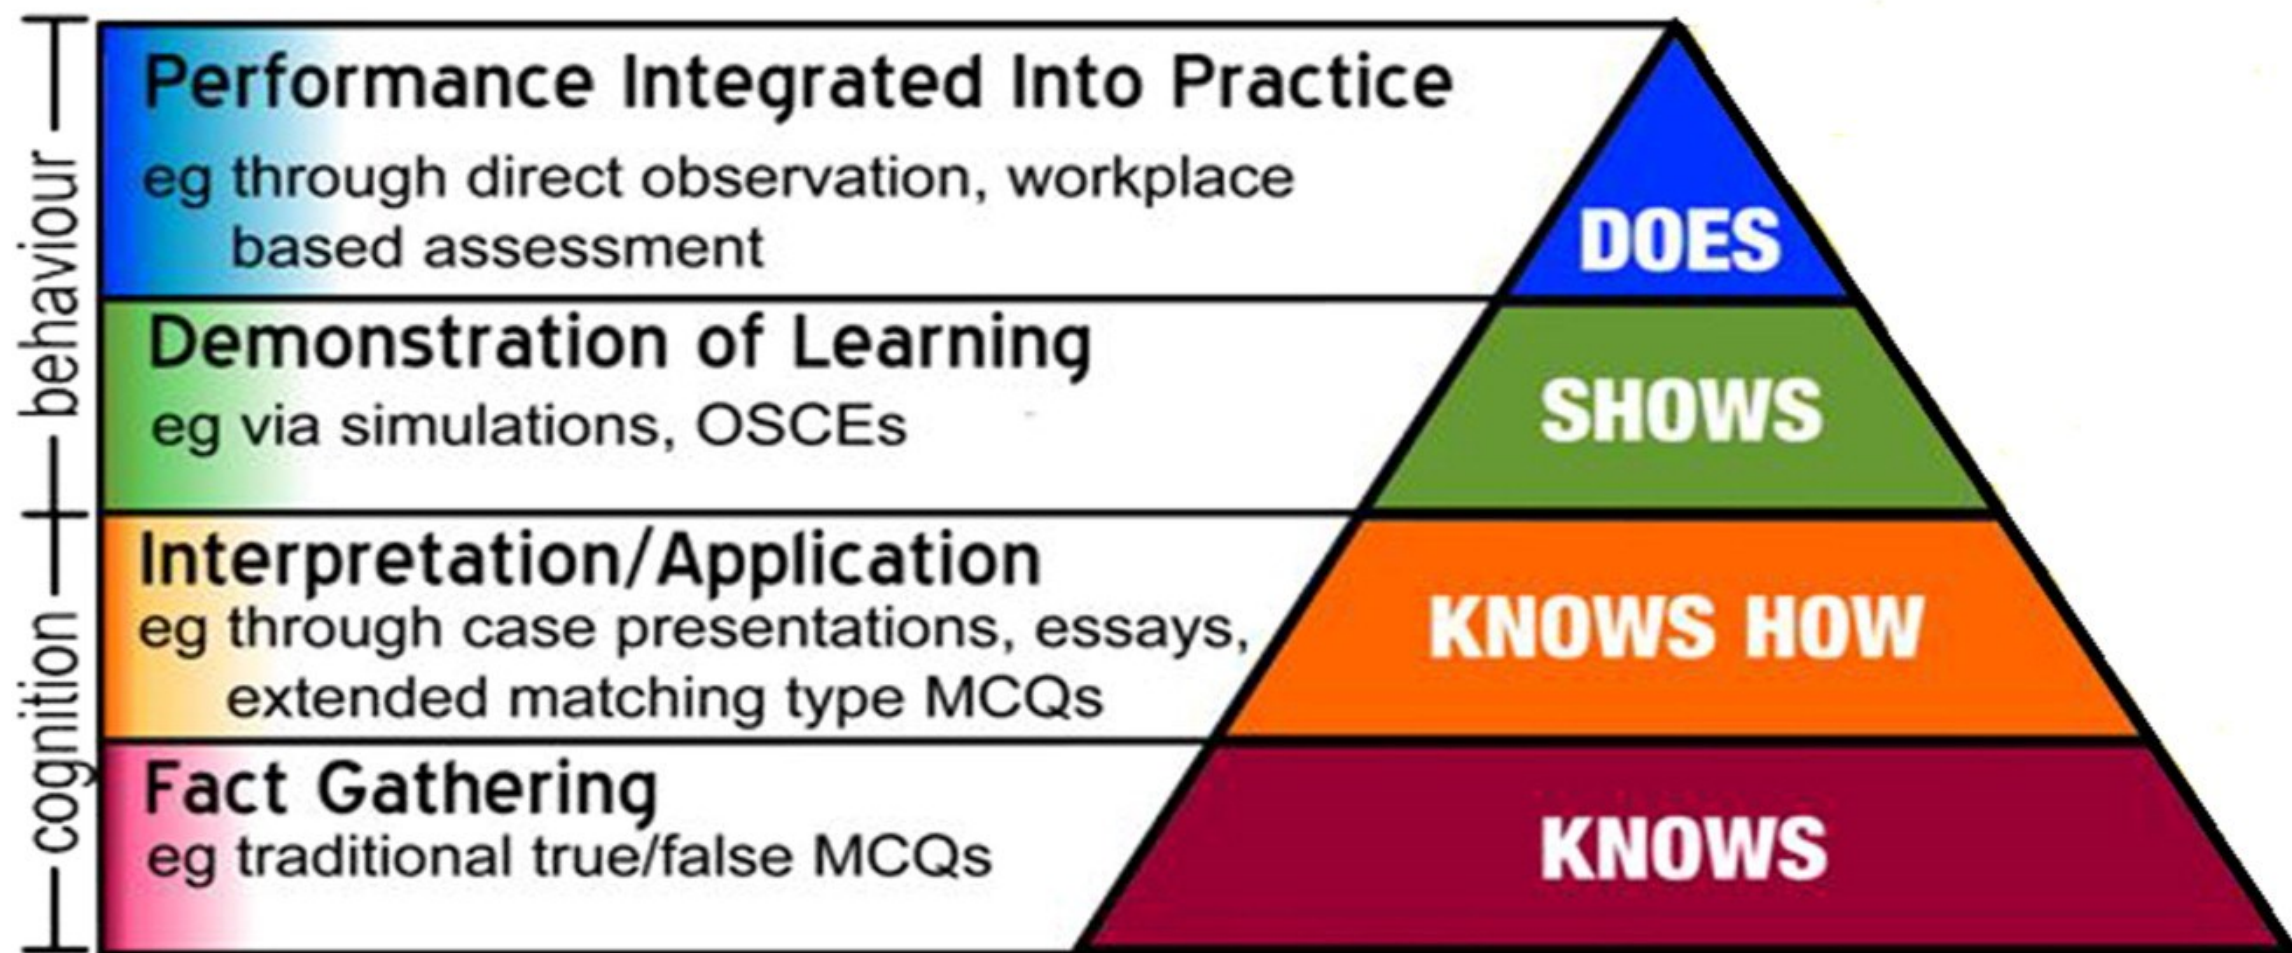 behaviour
Performance Integrated Into Practice
eg through direct observation, workplace
based assessment
DOES
Demonstration of Learning
eg via simulations, OSCEs
SHOWS
cognition
Interpretation/Application
eg through case presentations, essays,
extended matching type MCQs
KNOWS HOW
Fact Gathering
eg traditional true/false MCQs
KNOWS